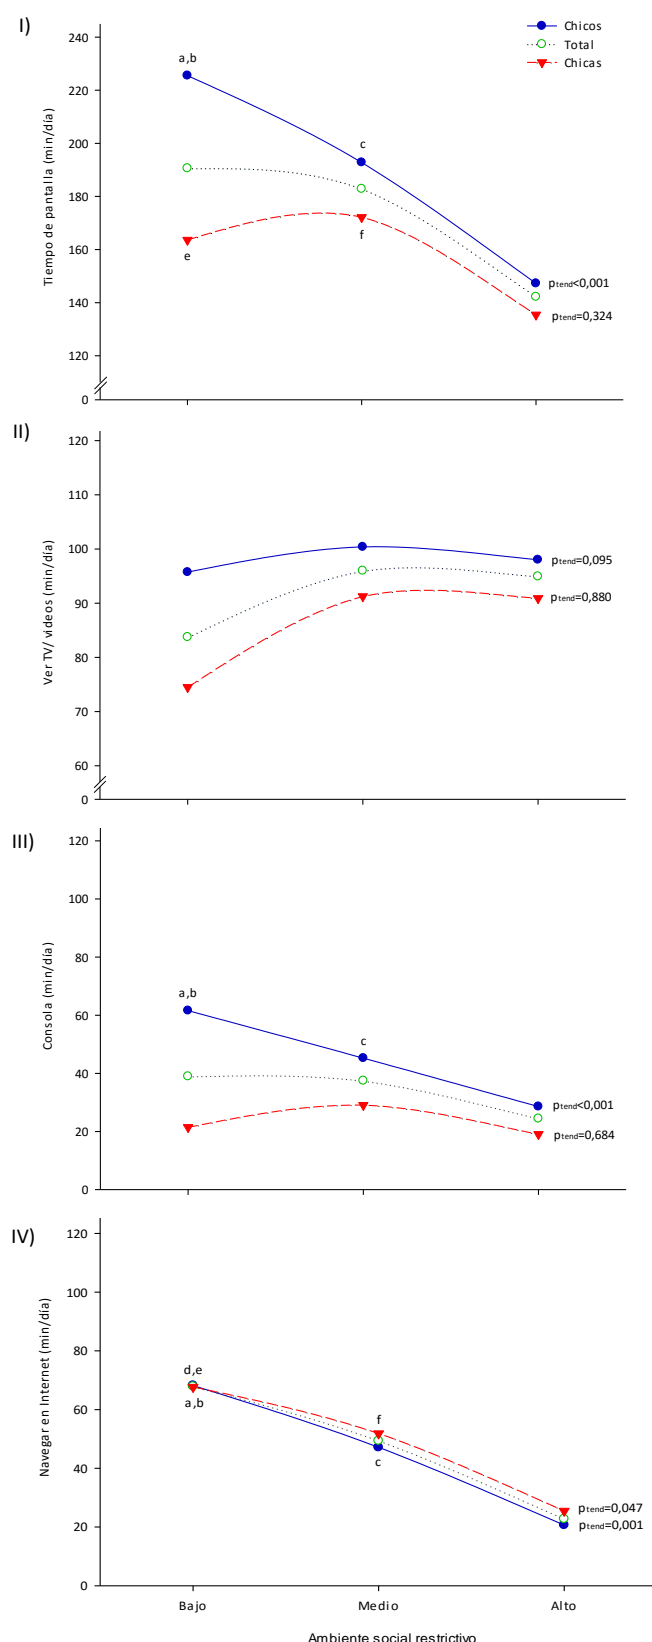 I)
Chicos
Total
Chicas
240
220
200
180
160
140
120
0
Tiempo de pantalla (min/día)
a,b
c
e
f
ptend<0,001
ptend=0,324
II)
120
110
100
90
80
70
60
0
Ver TV/ videos (min/día)
ptend=0,095
ptend=0,880
III)
120
100
80
60
40
20
0
Consola (min/día)
a,b
c
ptend<0,001
ptend=0,684
IV)
120
100
80
60
40
20
0
Navegar en Internet (min/día)
d,e
a,b
f
c
ptend=0,047
ptend=0,001
Bajo Medio Alto
Ambiente social restrictivo